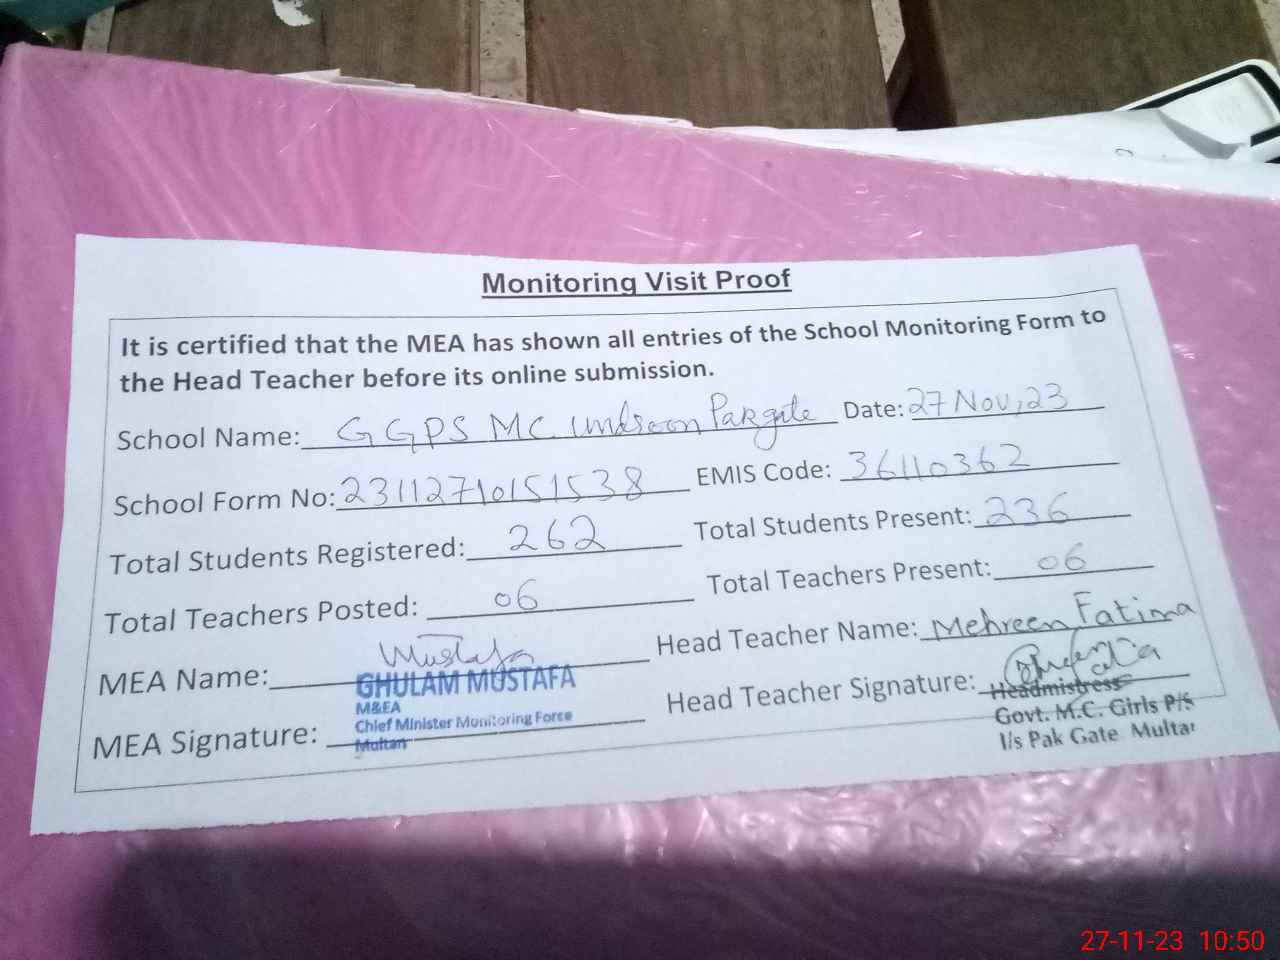 Monitoring Visit Proof
It is certified that the MEA has shown all entries of the School Monitoring Form to
the Head Teacher before its online submission.
School Name: GGPS MC Undroon Pakgate Date: 27 Nov, 23
School Form No: 23112710151538 EMIS Code: 36110362
Total Students Registered: 262 Total Students Present: 236
Total Teachers Posted: 06 Total Teachers Present: 06
MEA Name: Mustafa Head Teacher Name: Mehreen Fatima
GHULAM MUSTAFA
M&EA
Chief Minister Monitoring Force
Multan
MEA Signature: Head Teacher Signature:
Headmistress
Govt. M.C. Girls P/S
I/s Pak Gate Multan
27-11-23 10:50